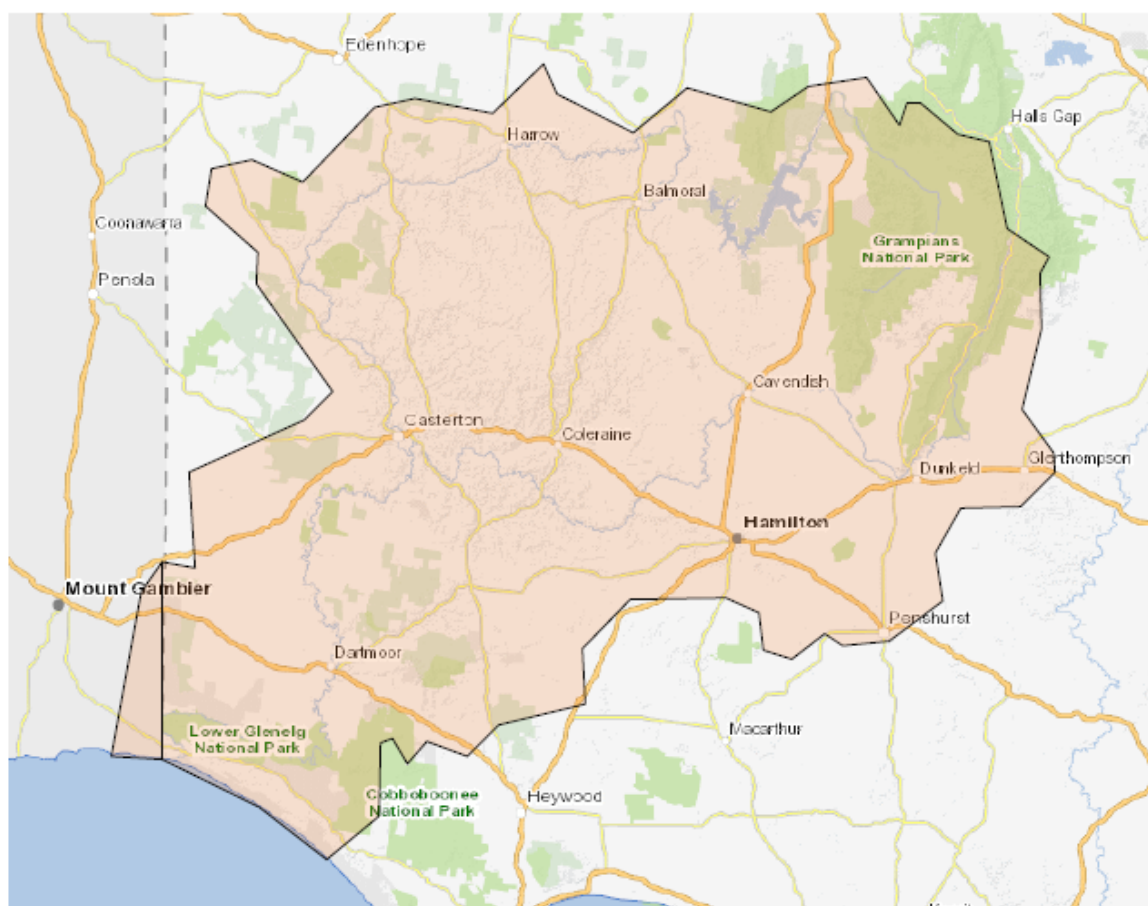 Edenhope
Halls Gap
Harrow
Balmoral
Coonawarra
Grampians
National Park
Penola
Cavendish
Casterton
Coleraine
Dunkeld
Glenthompson
Hamilton
Mount Gambier
Penshurst
Dartmoor
Lower Glenelg
National Park
Macarthur
Cobboboonee
National Park
Heywood